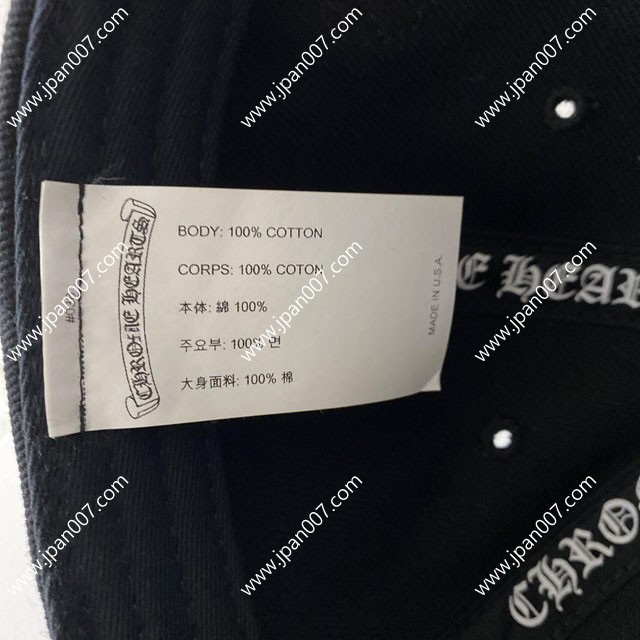 CHROME HEARTS
BODY: 100% COTTON
CORPS: 100% COTON
本体: 綿 100%
주요부: 100% 면
大身面料: 100% 棉
MADE IN U.S.A.
E HEAR
CHRO
www.jpan007.com
www.jpan007.com
www.jpan007.com
www.jpan007.com
www.jpan007.com
www.jpan007.com
www.jpan007.com
www.jpan007.com
www.jpan007.com